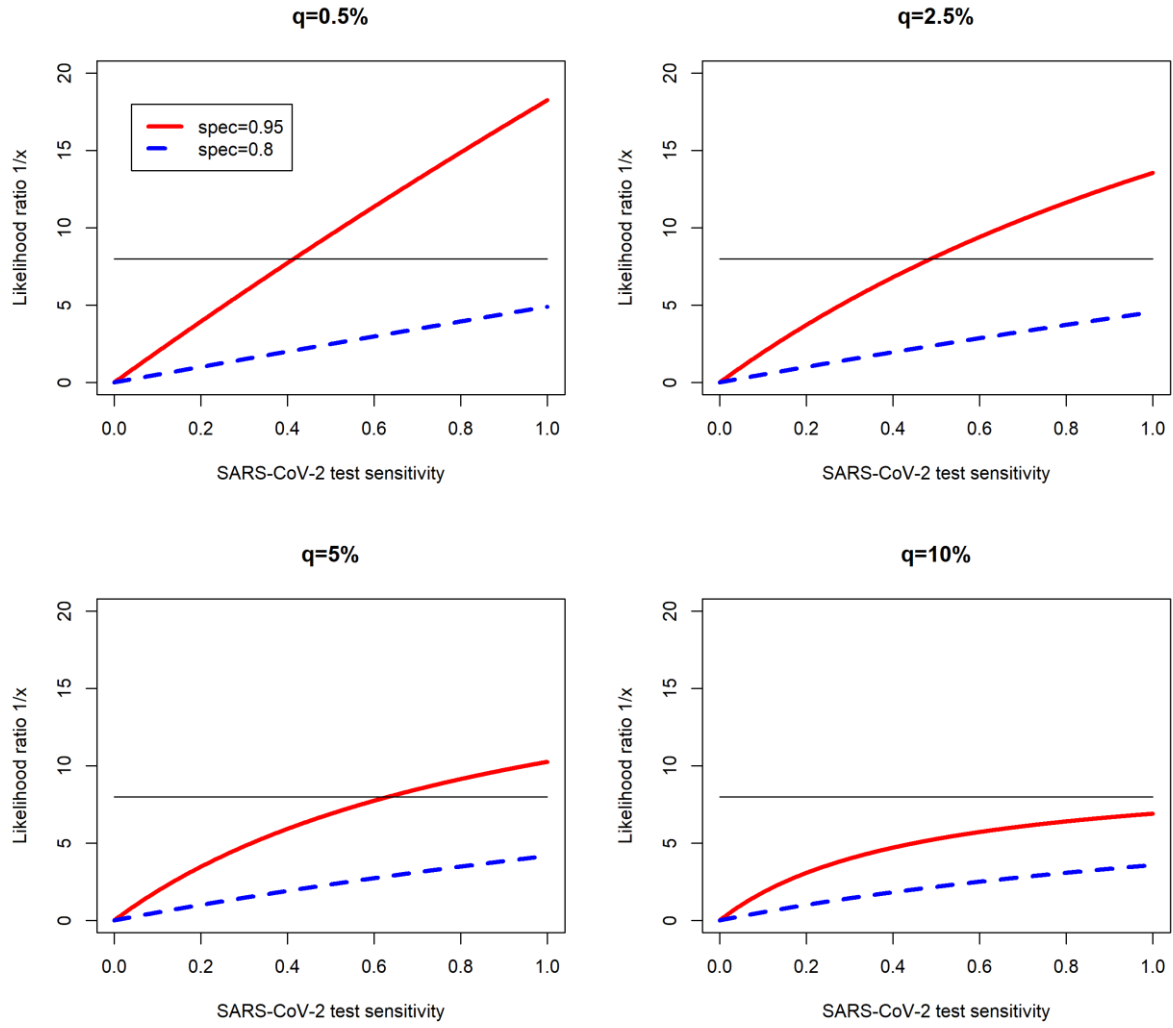 q=0.5%
20
15
10
5
0
Likelihood ratio 1/x
spec=0.95
spec=0.8
0.0 0.2 0.4 0.6 0.8 1.0
SARS-CoV-2 test sensitivity
q=2.5%
20
15
10
5
0
Likelihood ratio 1/x
0.0 0.2 0.4 0.6 0.8 1.0
SARS-CoV-2 test sensitivity
q=5%
20
15
10
5
0
Likelihood ratio 1/x
0.0 0.2 0.4 0.6 0.8 1.0
SARS-CoV-2 test sensitivity
q=10%
20
15
10
5
0
Likelihood ratio 1/x
0.0 0.2 0.4 0.6 0.8 1.0
SARS-CoV-2 test sensitivity